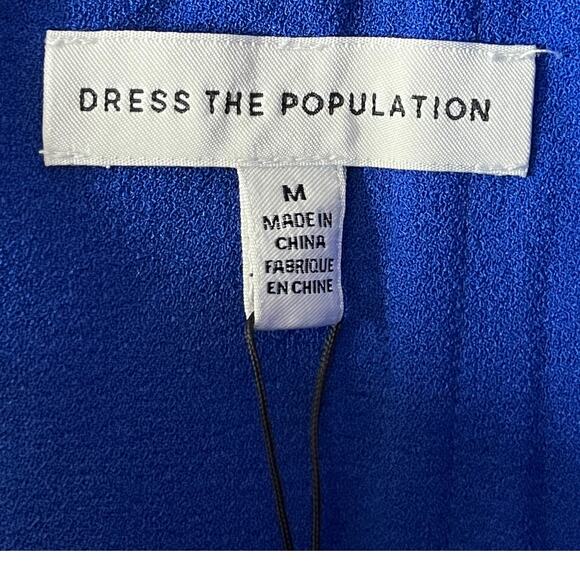 DRESS THE POPULATION
M
MADE IN
CHINA
FABRIQUE
EN CHINE